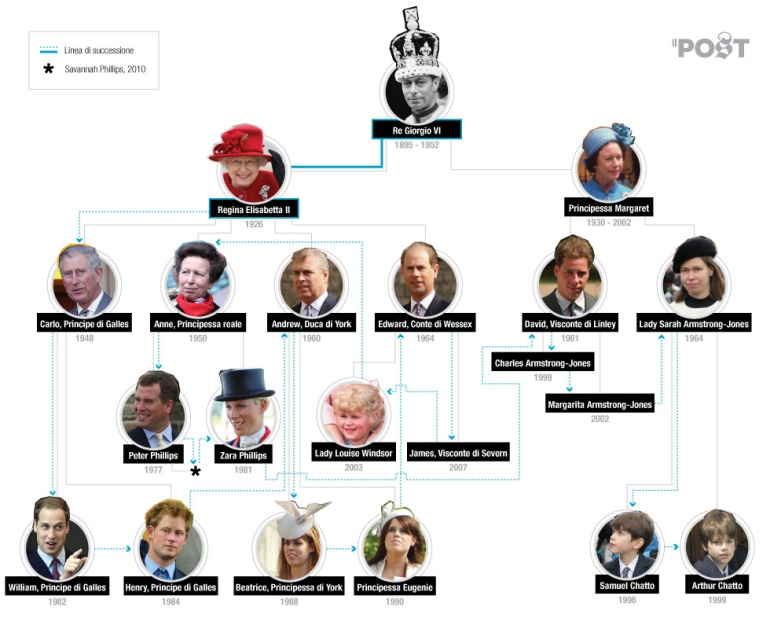 Linea di successione
* Savannah Phillips, 2010
IL POST
Re Giorgio VI
1895 - 1952
Regina Elisabetta II
1926
Principessa Margaret
1930 - 2002
Carlo, Principe di Galles
1948
Anne, Principessa reale
1950
Andrew, Duca di York
1960
Edward, Conte di Wessex
1964
David, Visconte di Linley
1961
Lady Sarah Armstrong-Jones
1964
Charles Armstrong-Jones
1999
Margarita Armstrong-Jones
2002
Peter Phillips
1977
*
Zara Phillips
1981
Lady Louise Windsor
2003
James, Visconte di Severn
2007
William, Principe di Galles
1982
Henry, Principe di Galles
1984
Beatrice, Principessa di York
1988
Principessa Eugenie
1990
Samuel Chatto
1996
Arthur Chatto
1999